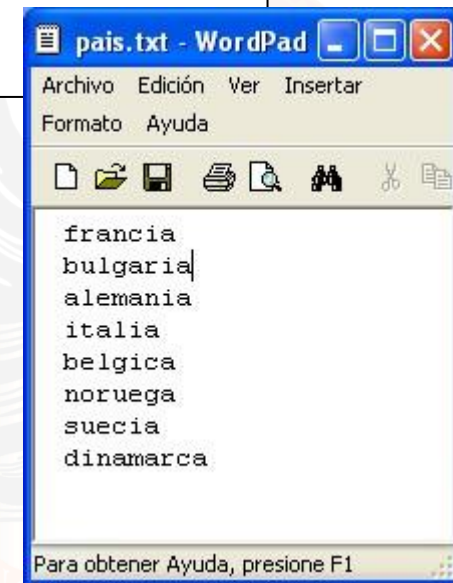 pais.txt - WordPad
Archivo Edición Ver Insertar
Formato Ayuda
francia
bulgaria
alemania
italia
belgica
noruega
suecia
dinamarca
Para obtener Ayuda, presione F1